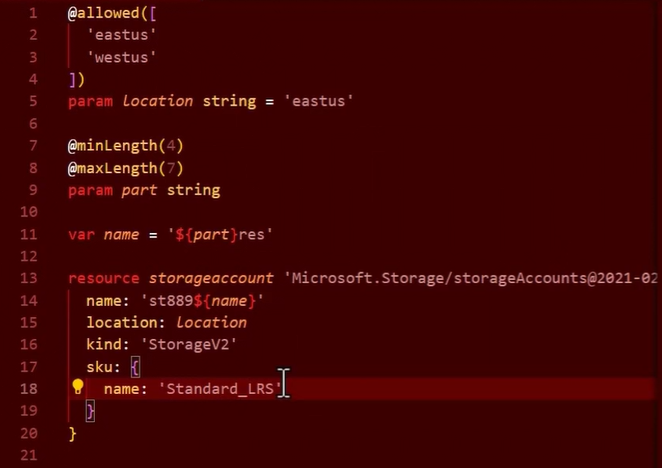 1 @allowed([
2 'eastus'
3 'westus'
4 ])
5 param location string = 'eastus'
6
7 @minLength(4)
8 @maxLength(7)
9 param part string
10
11 var name = '${part}res'
12
13 resource storageaccount 'Microsoft.Storage/storageAccounts@2021-02
14 name: 'st889${name}'
15 location: location
16 kind: 'StorageV2'
17 sku: {
18 name: 'Standard_LRS'
19 }
20 }
21